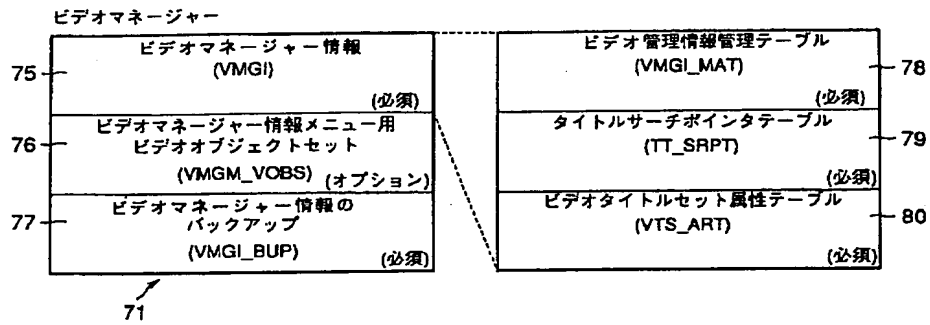 ビデオマネージャー
75
ビデオマネージャー情報
(VMGI)
(必須)
76
ビデオマネージャー情報メニュー用
ビデオオブジェクトセット
(VMGM_VOBS)
(オプション)
77
ビデオマネージャー情報の
バックアップ
(VMGI_BUP)
(必須)
71
ビデオ管理情報管理テーブル
(VMGI_MAT)
(必須)
78
タイトルサーチポインタテーブル
(TT_SRPT)
(必須)
79
ビデオタイトルセット属性テーブル
(VTS_ART)
(必須)
80